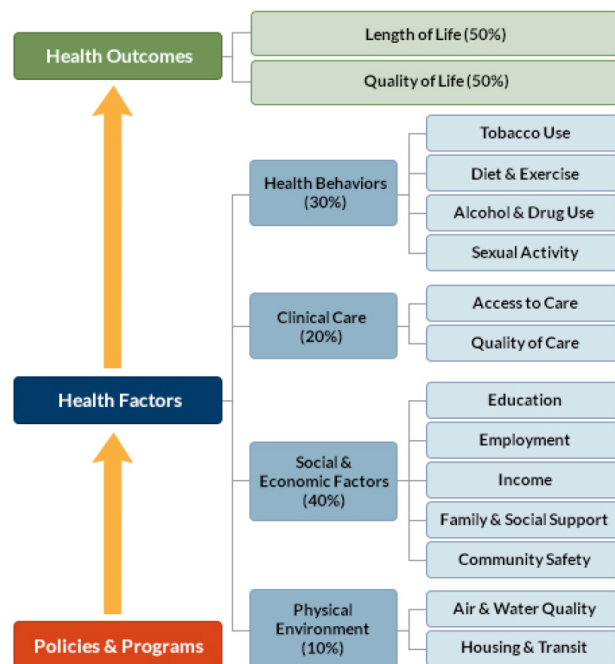 Health Outcomes
Length of Life (50%)
Quality of Life (50%)
Health Factors
Health Behaviors
(30%)
Tobacco Use
Diet & Exercise
Alcohol & Drug Use
Sexual Activity
Clinical Care
(20%)
Access to Care
Quality of Care
Social &
Economic Factors
(40%)
Education
Employment
Income
Family & Social Support
Community Safety
Physical
Environment
(10%)
Air & Water Quality
Housing & Transit
Policies & Programs